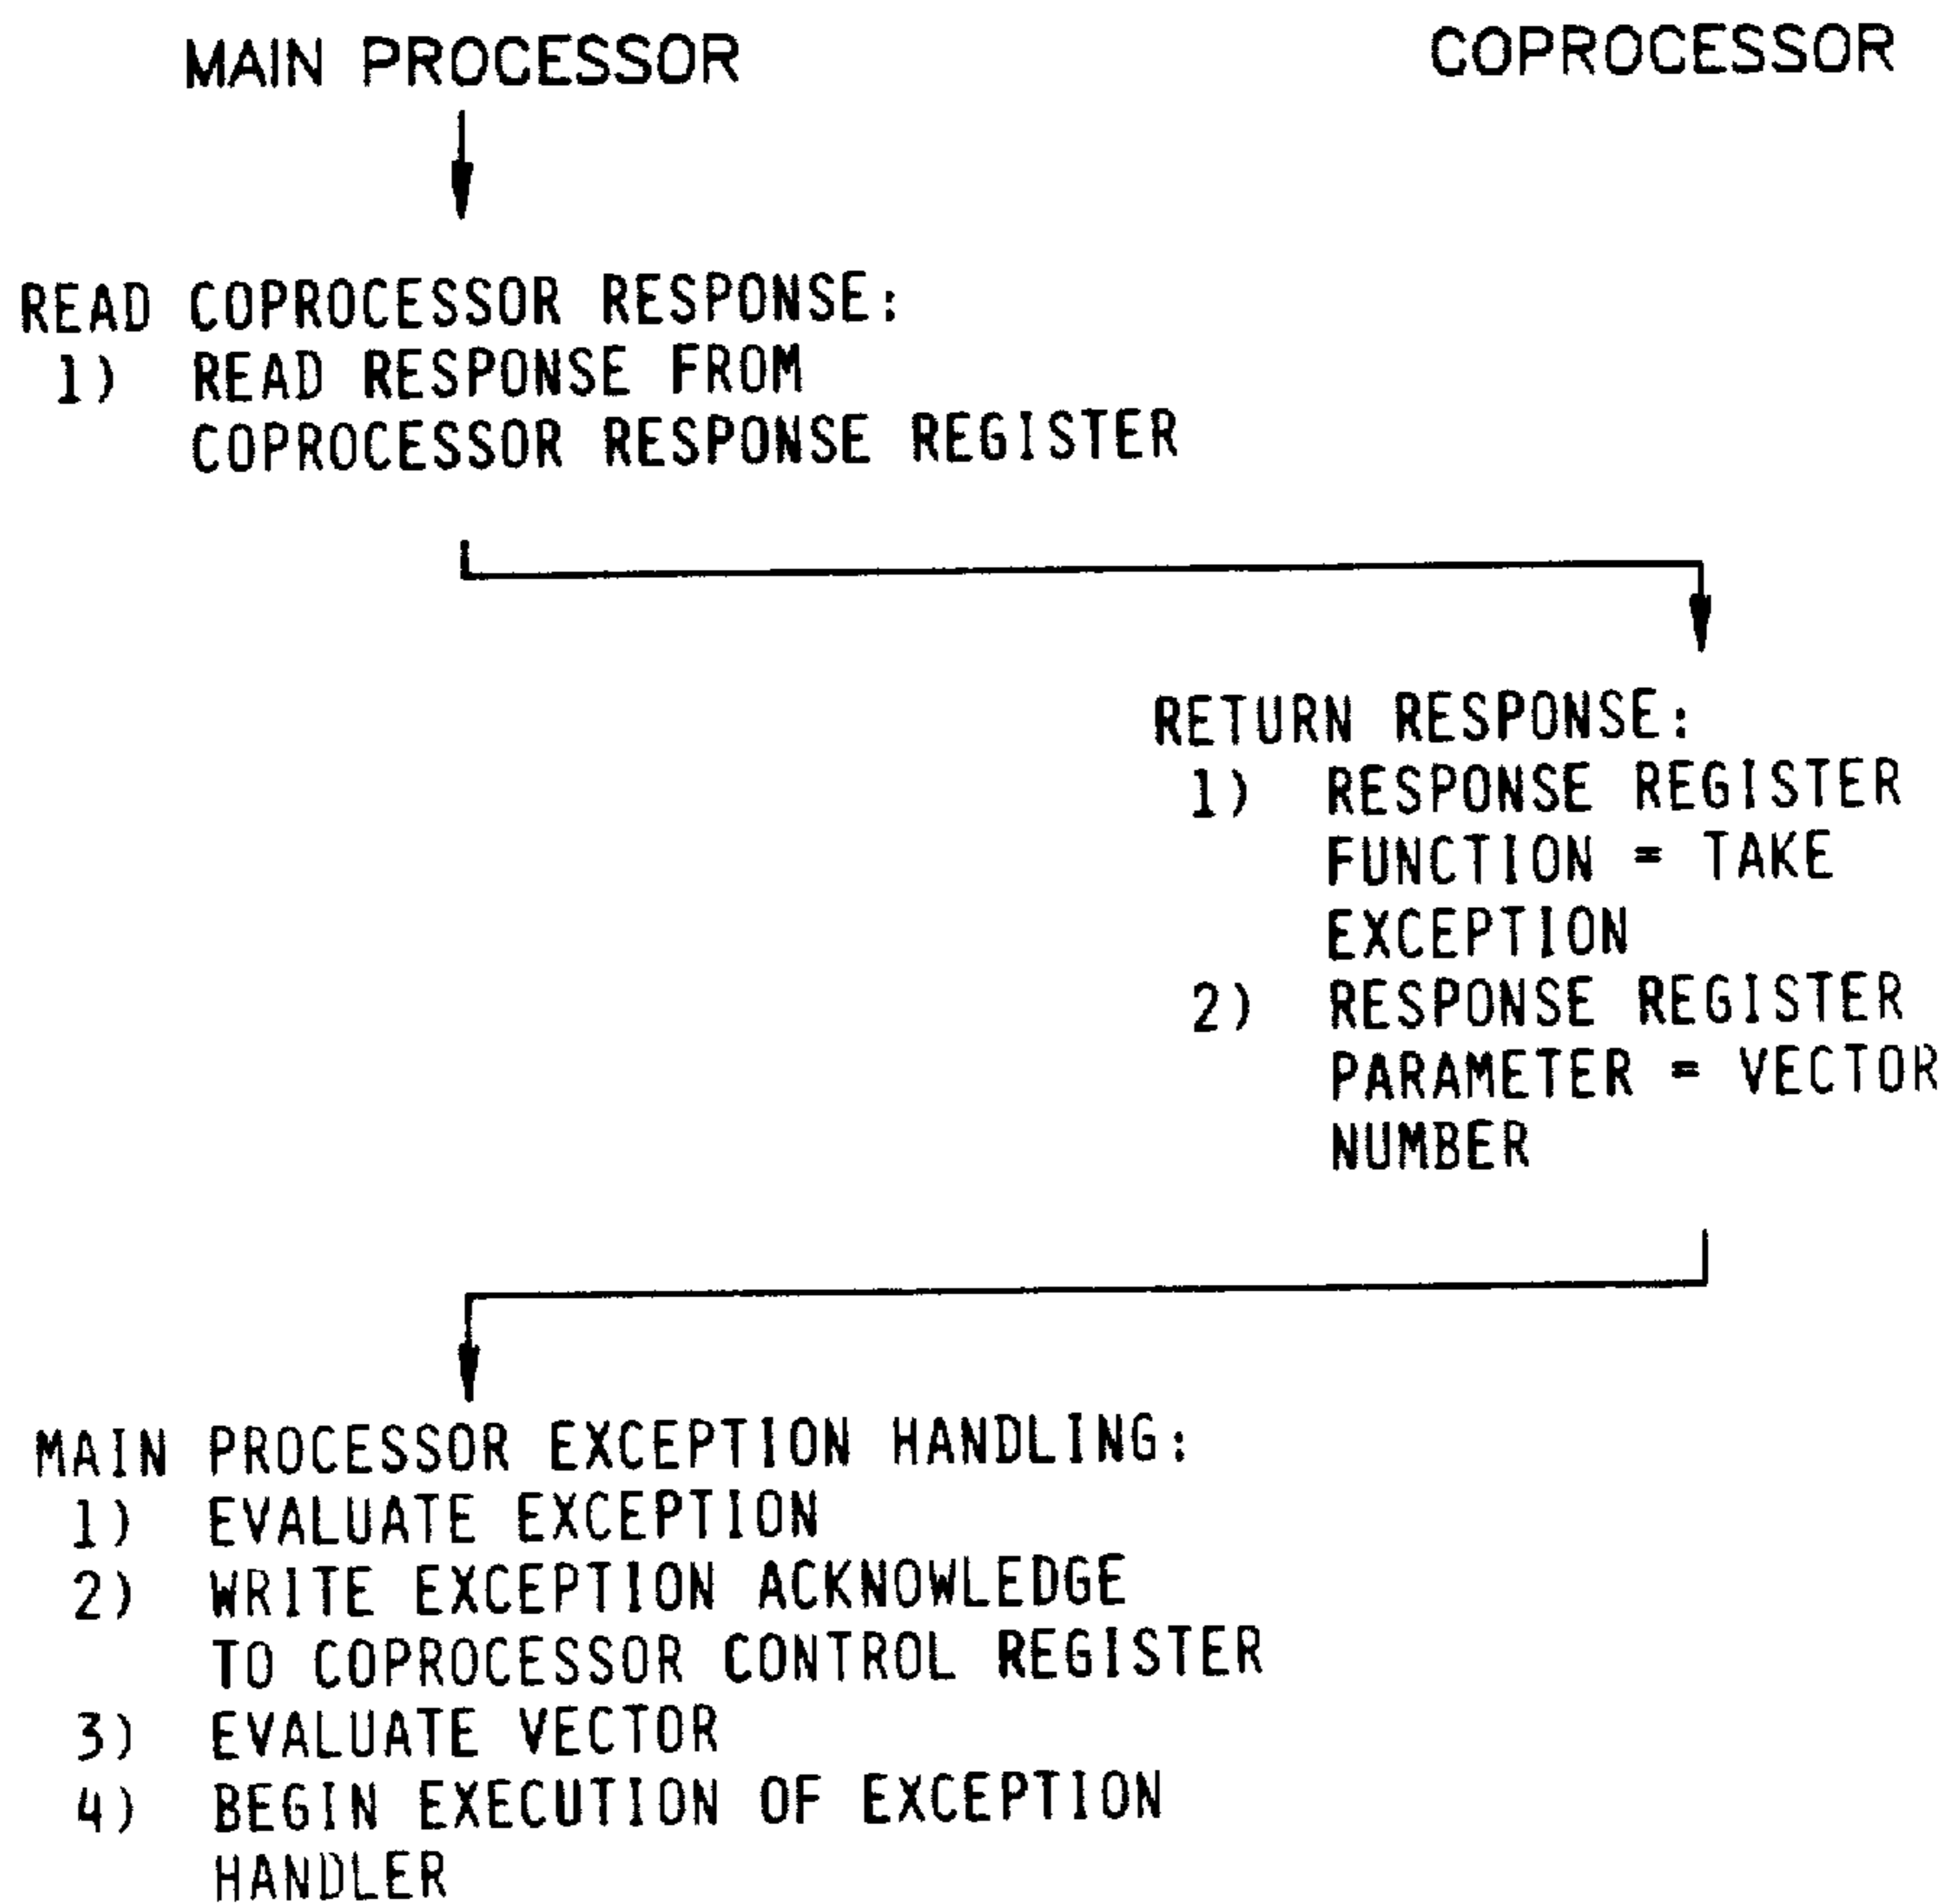 MAIN PROCESSOR
COPROCESSOR
READ COPROCESSOR RESPONSE:
1) READ RESPONSE FROM
COPROCESSOR RESPONSE REGISTER
RETURN RESPONSE:
1) RESPONSE REGISTER
FUNCTION = TAKE
EXCEPTION
2) RESPONSE REGISTER
PARAMETER = VECTOR
NUMBER
MAIN PROCESSOR EXCEPTION HANDLING:
1) EVALUATE EXCEPTION
2) WRITE EXCEPTION ACKNOWLEDGE
TO COPROCESSOR CONTROL REGISTER
3) EVALUATE VECTOR
4) BEGIN EXECUTION OF EXCEPTION
HANDLER